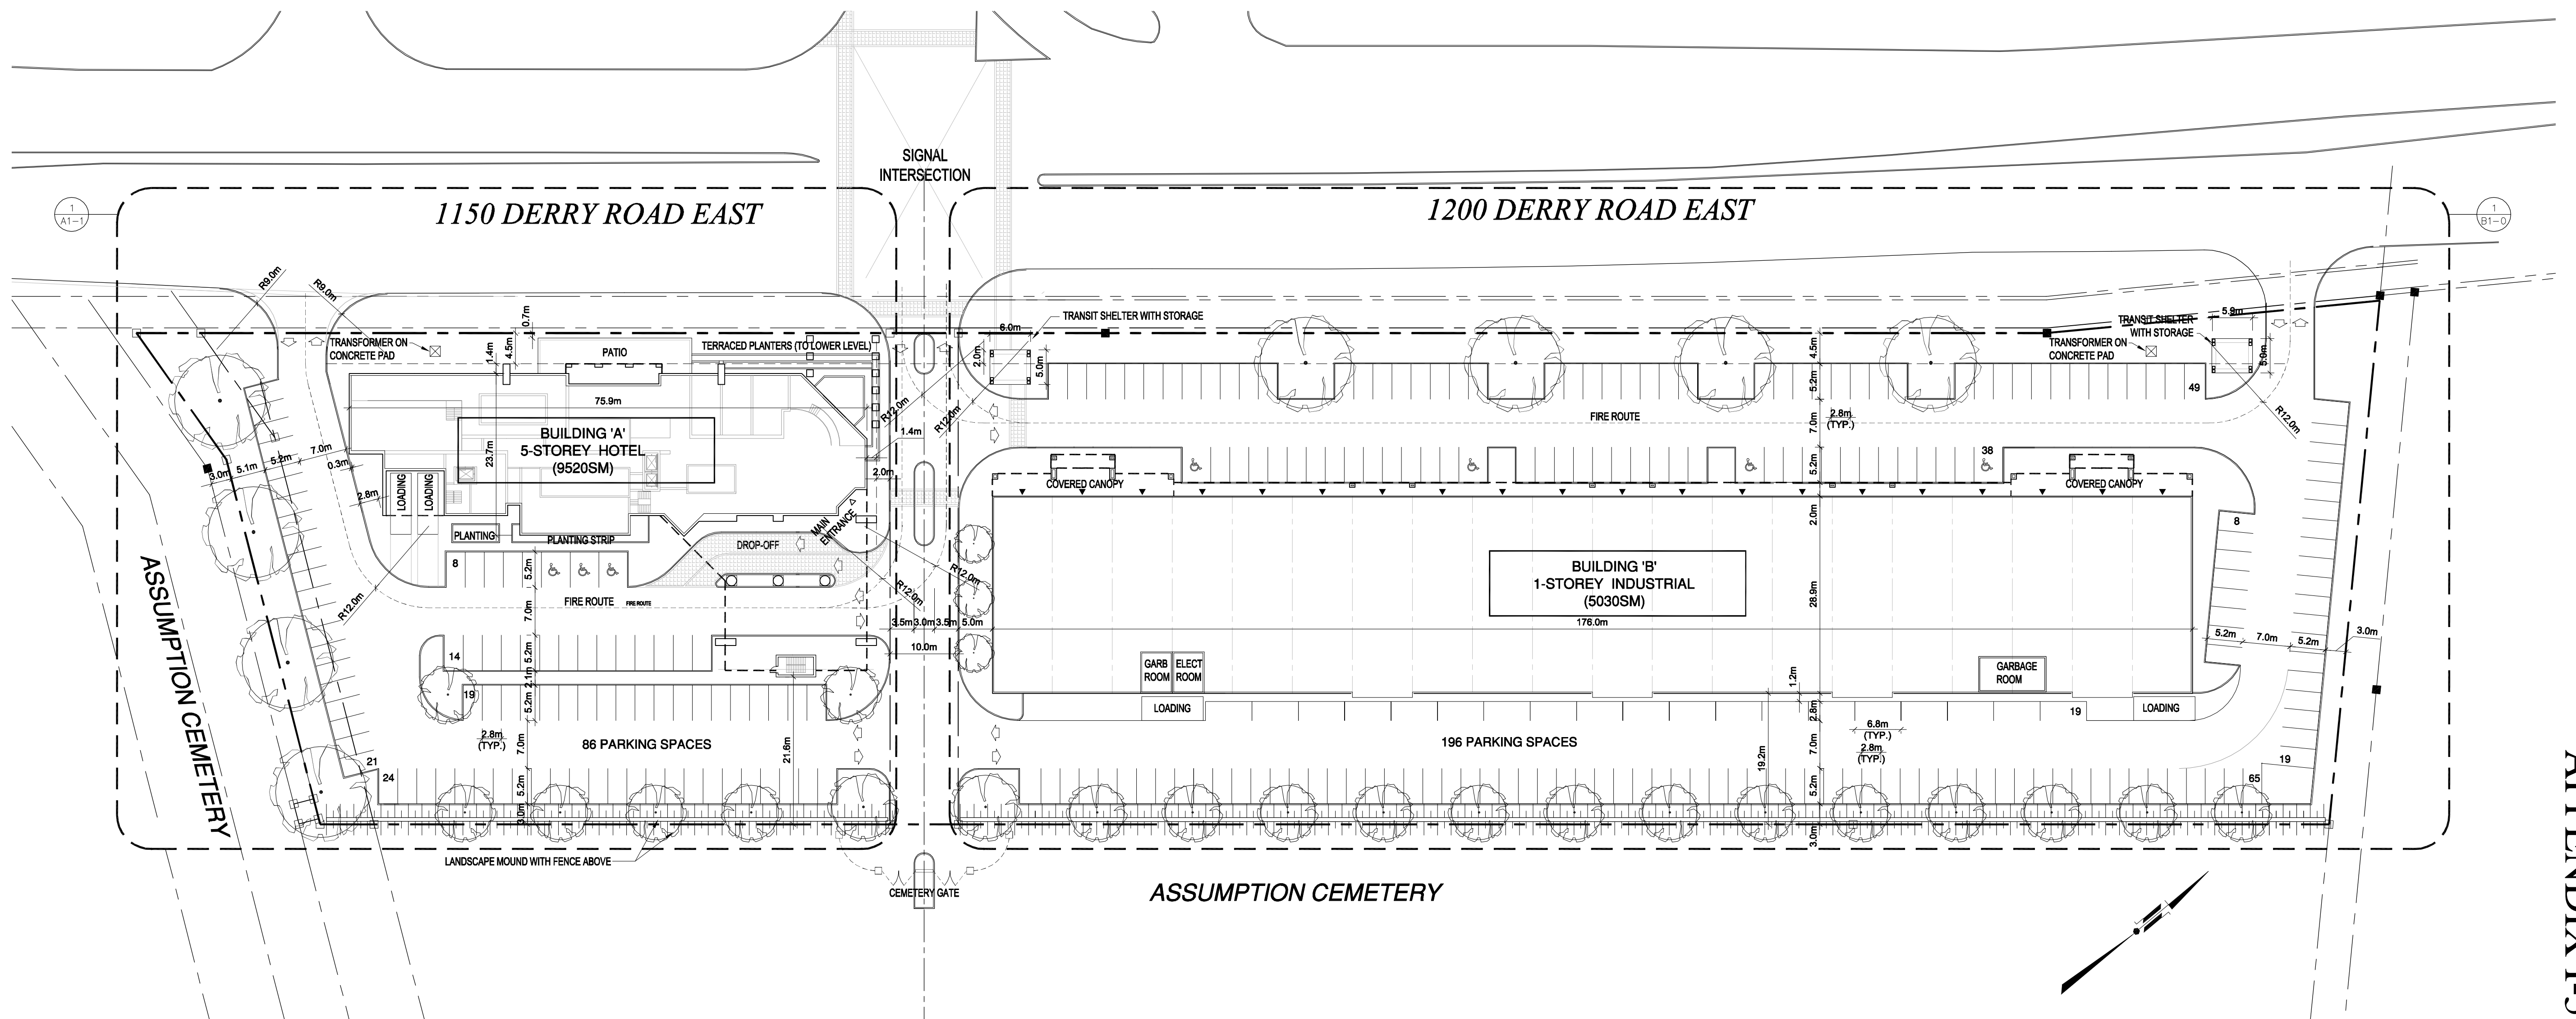 SIGNAL
INTERSECTION
1
A1-1
1150 DERRY ROAD EAST
1200 DERRY ROAD EAST
1
B1-0
R9.0m
R9.0m
0.7m
TRANSFORMER ON
CONCRETE PAD
1.4m
4.5m
PATIO
TERRACED PLANTERS (TO LOWER LEVEL)
75.9m
23.7m
BUILDING 'A'
5-STOREY HOTEL
(9520SM)
R12.0m
1.4m
2.0m
3.0m
5.1m
5.2m
7.0m
0.3m
2.8m
LOADING
LOADING
PLANTING
PLANTING STRIP
DROP-OFF
MAIN
ENTRANCE
8
5.2m
R12.0m
R12.0m
FIRE ROUTE
FIRE ROUTE
7.0m
14
5.2m
2.1m
19
5.2m
2.8m
(TYP.)
7.0m
86 PARKING SPACES
21.6m
21
24
5.2m
3.0m
LANDSCAPE MOUND WITH FENCE ABOVE
ASSUMPTION CEMETERY
3.5m
3.0m
3.5m
5.0m
10.0m
CEMETERY GATE
6.0m
TRANSIT SHELTER WITH STORAGE
2.0m
5.0m
R12.0m
R12.0m
4.5m
5.2m
FIRE ROUTE
2.8m
(TYP.)
7.0m
5.2m
TRANSIT SHELTER
WITH STORAGE
5.9m
TRANSFORMER ON
CONCRETE PAD
5.0m
49
R12.0m
38
COVERED CANOPY
COVERED CANOPY
2.0m
8
BUILDING 'B'
1-STOREY INDUSTRIAL
(5030SM)
28.9m
176.0m
5.2m
7.0m
5.2m
3.0m
GARB
ROOM
ELECT
ROOM
GARBAGE
ROOM
1.2m
LOADING
2.8m
19
LOADING
6.8m
(TYP.)
2.8m
(TYP.)
196 PARKING SPACES
19.2m
7.0m
19
65
5.2m
3.0m
ASSUMPTION CEMETERY
APPENDIX I-5